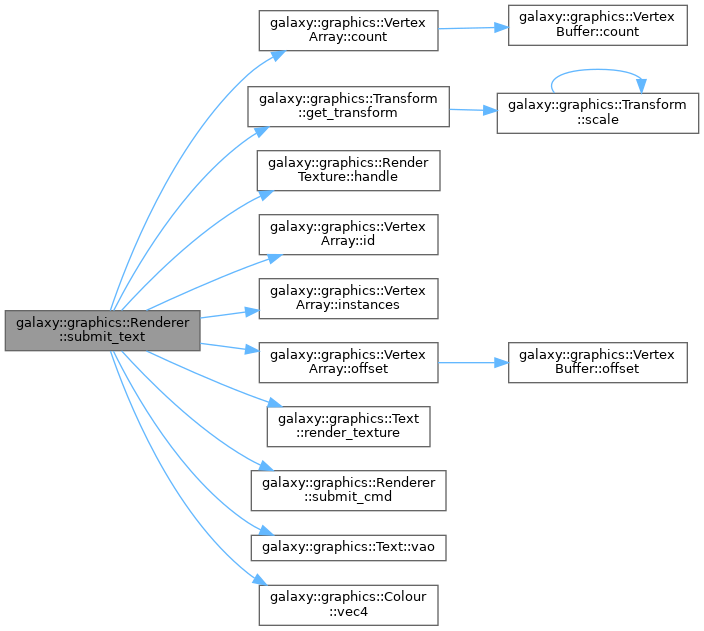 galaxy::graphics::Renderer
::submit_text
galaxy::graphics::Vertex
Array::count
galaxy::graphics::Vertex
Buffer::count
galaxy::graphics::Transform
::get_transform
galaxy::graphics::Transform
::scale
galaxy::graphics::Render
Texture::handle
galaxy::graphics::Vertex
Array::id
galaxy::graphics::Vertex
Array::instances
galaxy::graphics::Vertex
Array::offset
galaxy::graphics::Vertex
Buffer::offset
galaxy::graphics::Text
::render_texture
galaxy::graphics::Renderer
::submit_cmd
galaxy::graphics::Text::vao
galaxy::graphics::Colour
::vec4